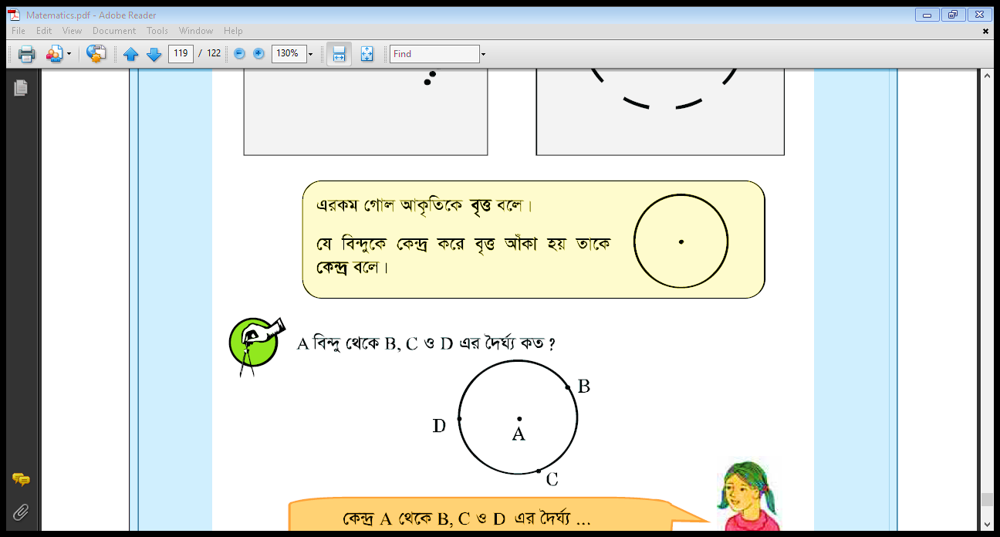 Matematics.pdf - Adobe Reader
File Edit View Document Tools Window Help
119 / 122 130% Find
এরকম গোল আকৃতিকে বৃত্ত বলে।
যে বিন্দুকে কেন্দ্র করে বৃত্ত আঁকা হয় তাকে
কেন্দ্র বলে।
A বিন্দু থেকে B, C ও D এর দৈর্ঘ্য কত ?
B
D
A
C
কেন্দ্র A থেকে B, C ও D এর দৈর্ঘ্য ...